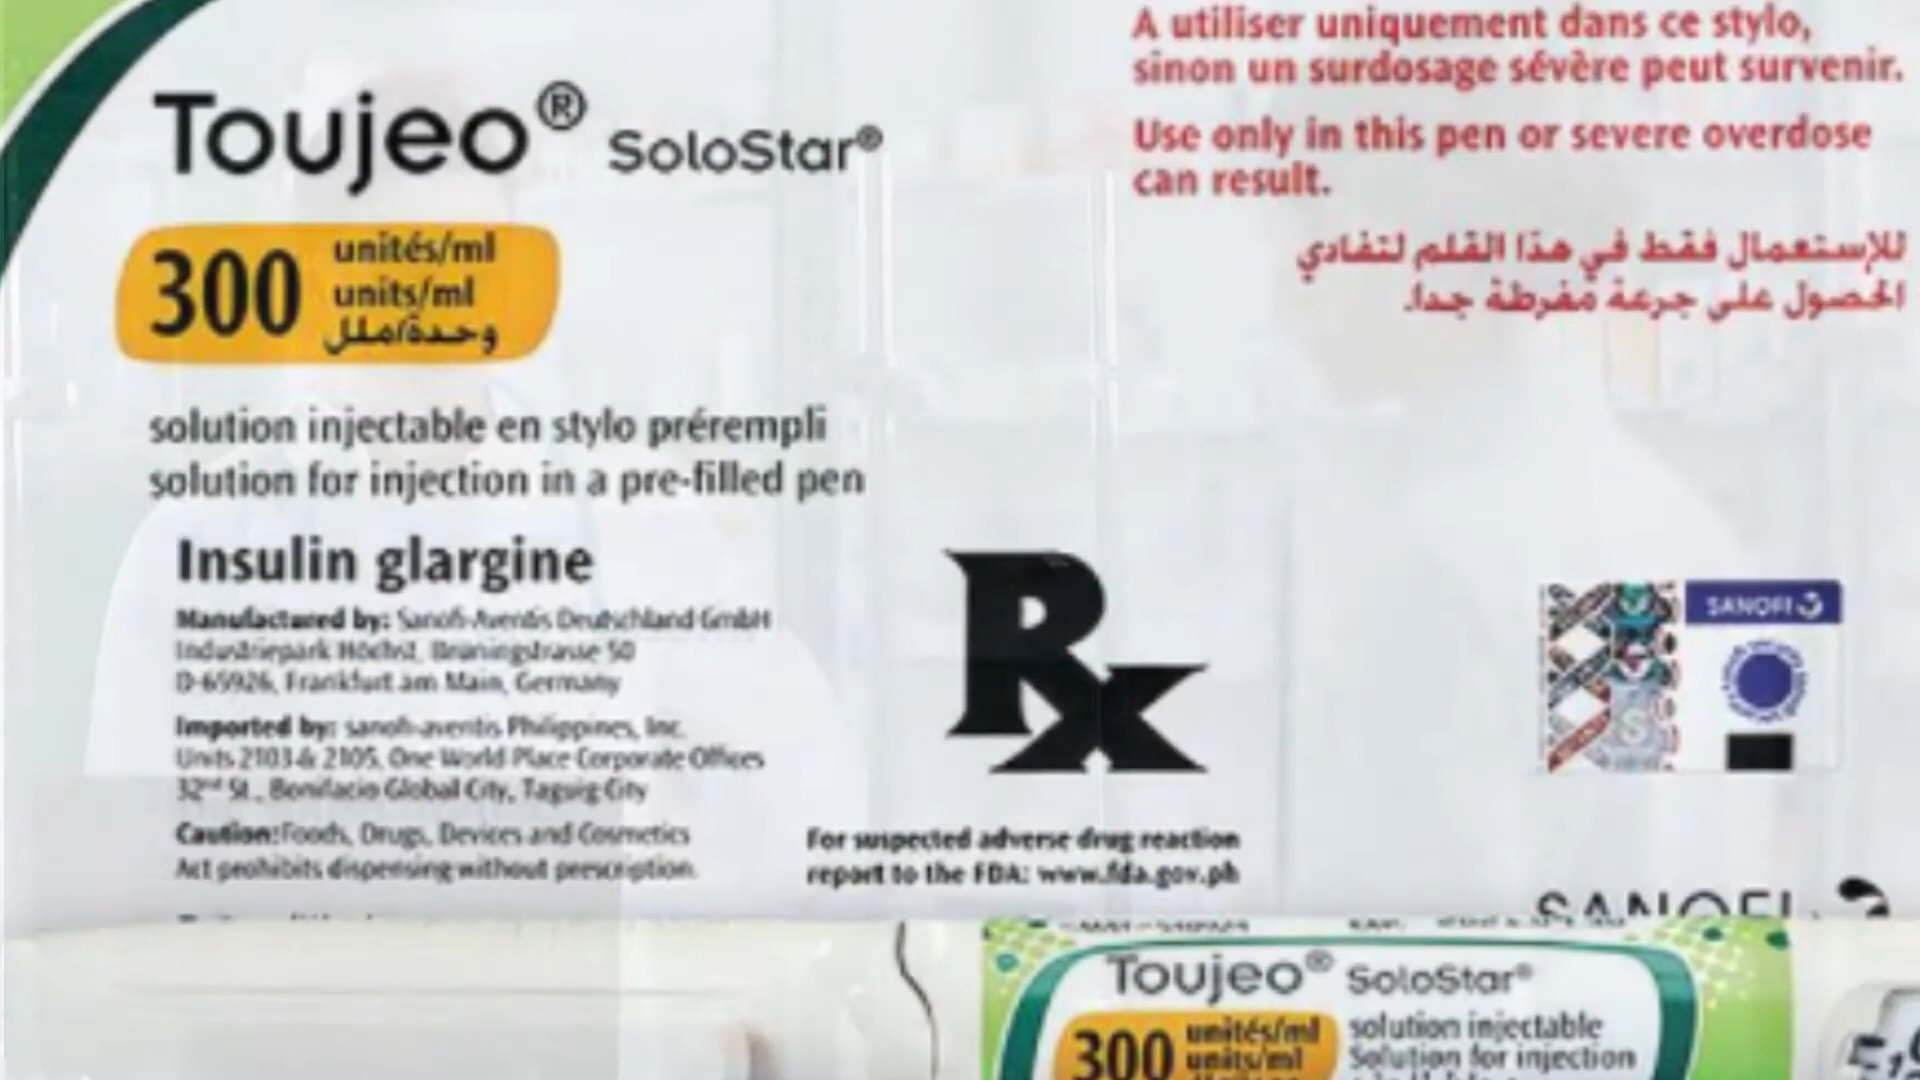 Toujeo® SoloStar®
300 unités/ml
units/ml
وحدة/ملل
solution injectable en stylo prérempli
solution for injection in a pre-filled pen
Insulin glargine
Manufactured by: Sanofi-Aventis Deutschland GmbH
Industriepark Höchst, Brüningstrasse 50
D-65926, Frankfurt am Main, Germany
Imported by: sanofi-aventis Philippines, Inc.
Units 2103 & 2105, One World Place Corporate Offices
32nd St., Bonifacio Global City, Taguig City
Caution: Foods, Drugs, Devices and Cosmetics
Act prohibits dispensing without prescription.
A utiliser uniquement dans ce stylo,
sinon un surdosage sévère peut survenir.
Use only in this pen or severe overdose
can result.
للإستعمال فقط في هذا القلم لتفادي
الحصول على جرعة مفرطة جدا.
Rx
For suspected adverse drug reaction
report to the FDA: www.fda.gov.ph
SANOFI
SANOFI
Toujeo® SoloStar®
300 unités/ml
units/ml
solution injectable
Solution for injection